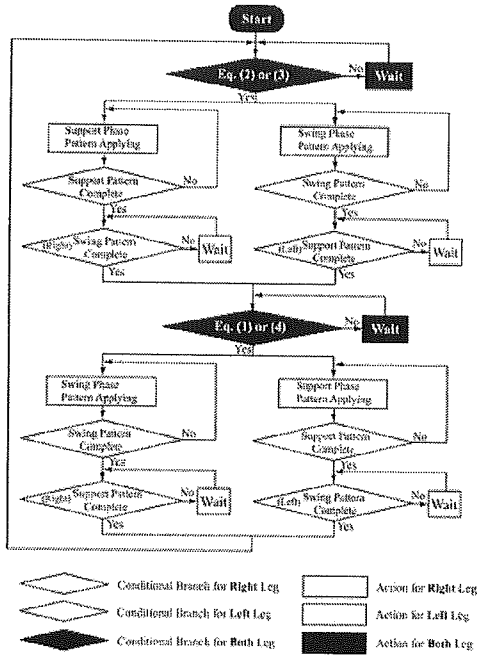 Start
Eq. (2) or (3)
No
Wait
Yes
Support Phase
Pattern Applying
Swing Phase
Pattern Applying
Support Pattern
Complete
No
Swing Pattern
Complete
No
Yes
Yes
(Right) Swing Pattern
Complete
No
Wait
(Left) Support Pattern
Complete
No
Wait
Yes
Yes
Eq. (1) or (4)
No
Wait
Yes
Swing Phase
Pattern Applying
Support Phase
Pattern Applying
Swing Pattern
Complete
No
Support Pattern
Complete
No
Yes
Yes
(Right) Support Pattern
Complete
No
Wait
(Left) Swing Pattern
Complete
No
Wait
Yes
Yes
Conditional Branch for Right Leg
Action for Right Leg
Conditional Branch for Left Leg
Action for Left Leg
Conditional Branch for Both Leg
Action for Both Leg